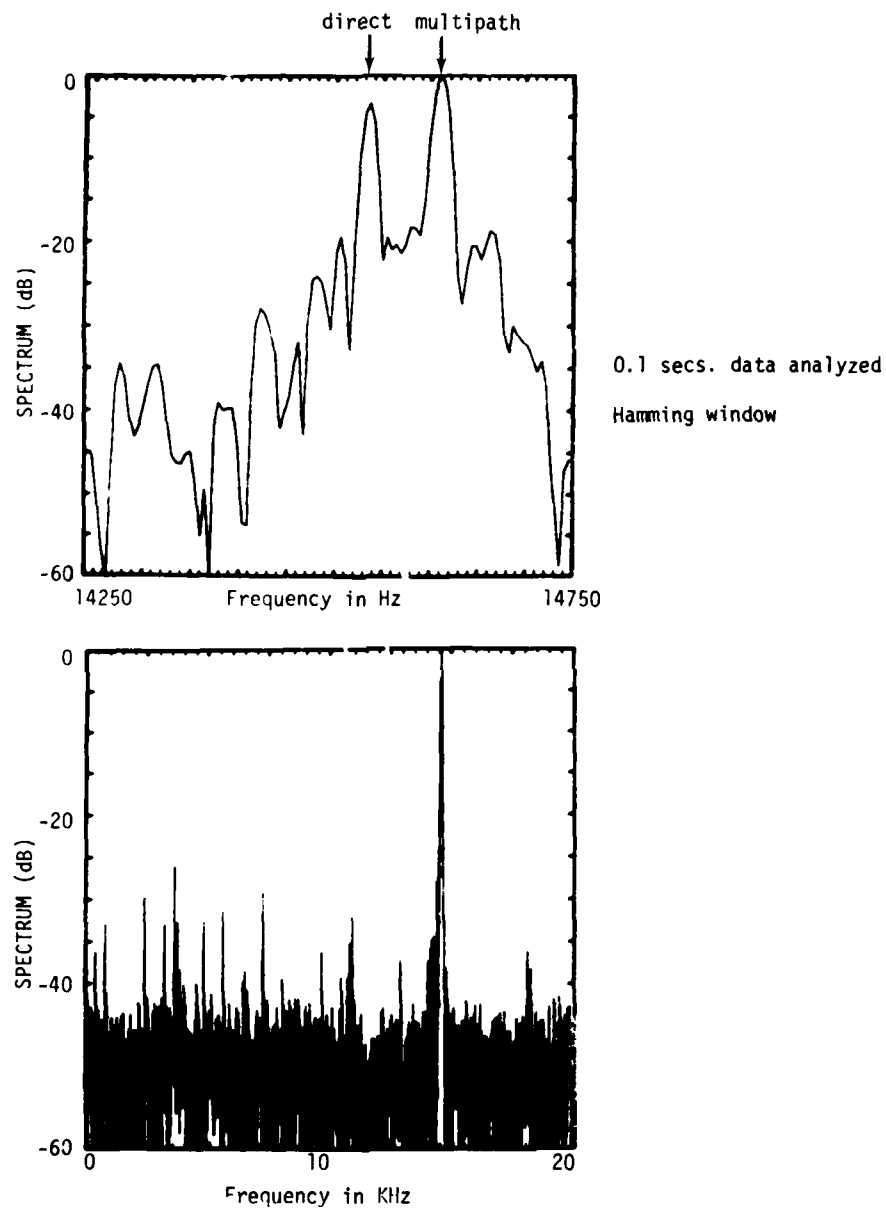 direct multipath
0
-20
-40
-60
SPECTRUM (dB)
14250 Frequency in Hz 14750
0.1 secs. data analyzed
Hamming window
0
-20
-40
-60
SPECTRUM (dB)
0 10 20
Frequency in KHz